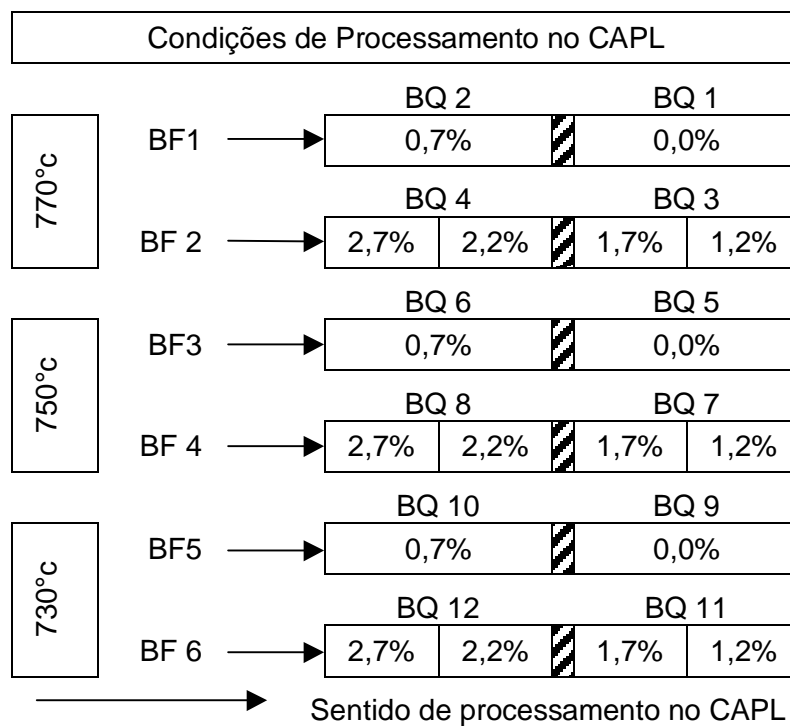 Condições de Processamento no CAPL
BQ 2 BQ 1
770°c
BF1 0,7% 0,0%
BQ 4 BQ 3
BF 2 2,7% 2,2% 1,7% 1,2%
BQ 6 BQ 5
750°c
BF3 0,7% 0,0%
BQ 8 BQ 7
BF 4 2,7% 2,2% 1,7% 1,2%
BQ 10 BQ 9
730°c
BF5 0,7% 0,0%
BQ 12 BQ 11
BF 6 2,7% 2,2% 1,7% 1,2%
Sentido de processamento no CAPL